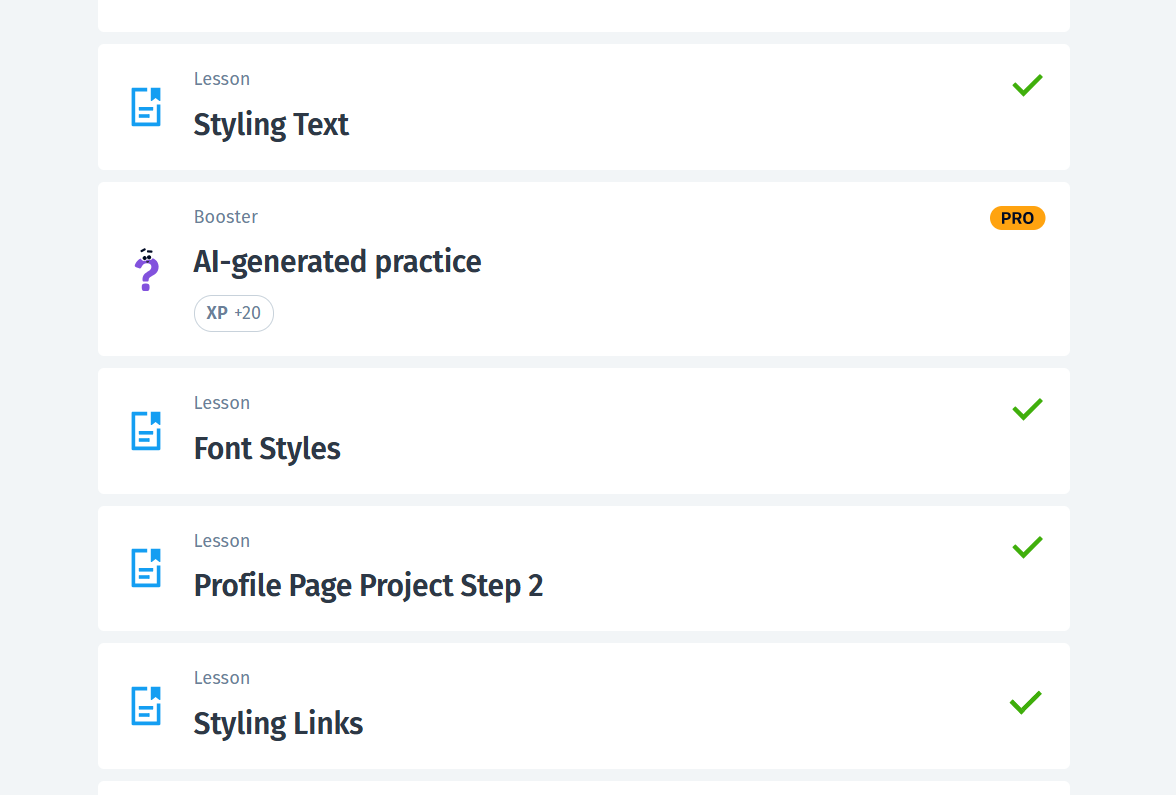 Lesson
Styling Text
Booster
PRO
AI-generated practice
XP +20
Lesson
Font Styles
Lesson
Profile Page Project Step 2
Lesson
Styling Links